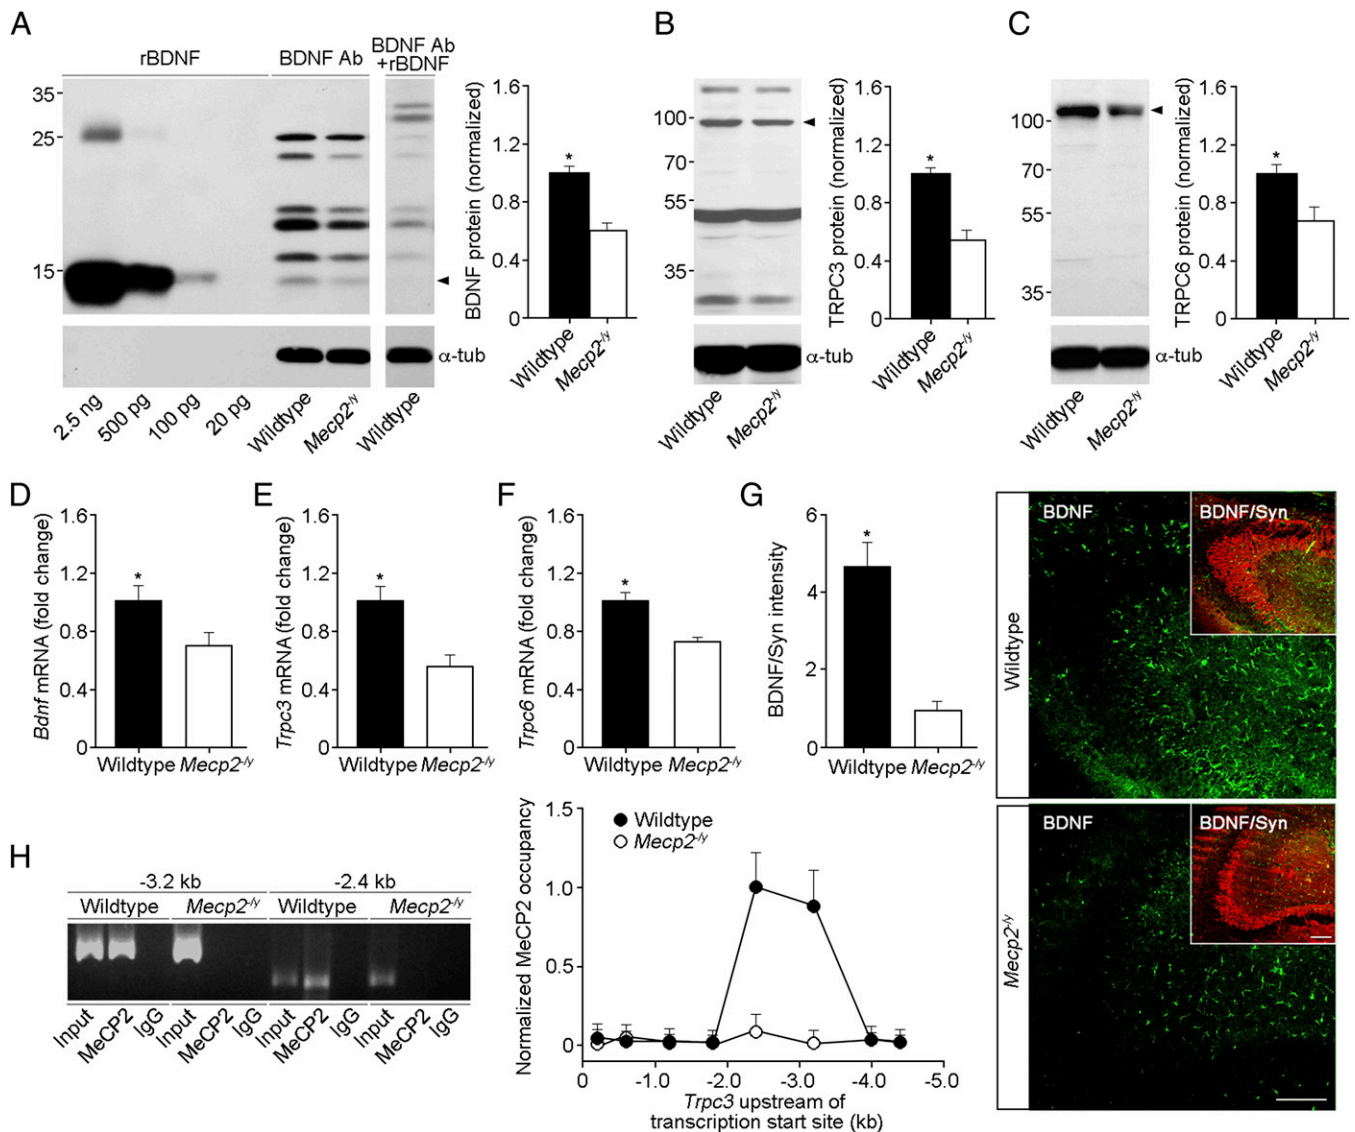 A
rBDNF
BDNF Ab
BDNF Ab
+rBDNF
35
25
15
α-tub
2.5 ng
500 pg
100 pg
20 pg
Wildtype
Mecp2-/y
Wildtype
BDNF protein (normalized)
1.6
1.2
0.8
0.4
0
*
Wildtype
Mecp2-/y
B
100
70
55
35
α-tub
Wildtype
Mecp2-/y
TRPC3 protein (normalized)
1.6
1.2
0.8
0.4
0
*
Wildtype
Mecp2-/y
C
100
70
55
35
α-tub
Wildtype
Mecp2-/y
TRPC6 protein (normalized)
1.6
1.2
0.8
0.4
0
*
Wildtype
Mecp2-/y
D
Bdnf mRNA (fold change)
1.6
1.2
0.8
0.4
0
*
Wildtype Mecp2-/y
E
Trpc3 mRNA (fold change)
1.6
1.2
0.8
0.4
0
*
Wildtype Mecp2-/y
F
Trpc6 mRNA (fold change)
1.6
1.2
0.8
0.4
0
*
Wildtype Mecp2-/y
G
BDNF/Syn intensity
6
4
2
0
*
Wildtype Mecp2-/y
Wildtype
BDNF
BDNF/Syn
Mecp2-/y
BDNF
BDNF/Syn
H
-3.2 kb
-2.4 kb
Wildtype
Mecp2-/y
Wildtype
Mecp2-/y
Input
MeCP2
IgG
Input
MeCP2
IgG
Input
MeCP2
IgG
Input
MeCP2
IgG
Normalized MeCP2 occupancy
1.5
1.0
0.5
0
Wildtype
Mecp2-/y
0
-1.0
-2.0
-3.0
-4.0
-5.0
Trpc3 upstream of
transcription start site (kb)